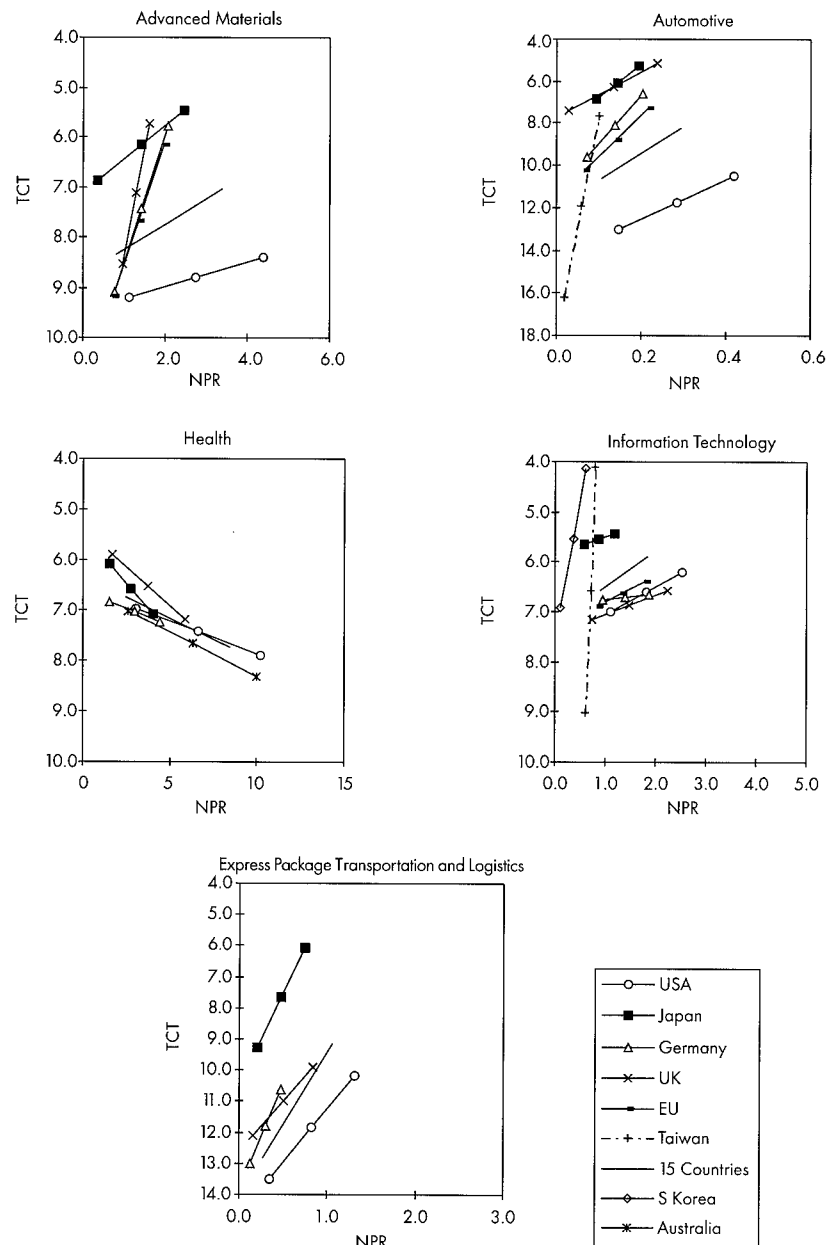 Advanced Materials
4.0
5.0
6.0
TCT
7.0
8.0
9.0
10.0
0.0 2.0 4.0 6.0
NPR
Automotive
4.0
6.0
8.0
10.0
TCT
12.0
14.0
16.0
18.0
0.0 0.2 0.4 0.6
NPR
Health
4.0
5.0
6.0
TCT
7.0
8.0
9.0
10.0
0 5 10 15
NPR
Information Technology
4.0
5.0
6.0
TCT
7.0
8.0
9.0
10.0
0.0 1.0 2.0 3.0 4.0 5.0
NPR
Express Package Transportation and Logistics
4.0
5.0
6.0
7.0
8.0
TCT
9.0
10.0
11.0
12.0
13.0
14.0
0.0 1.0 2.0 3.0
NPR
USA
Japan
Germany
UK
EU
Taiwan
15 Countries
S Korea
Australia